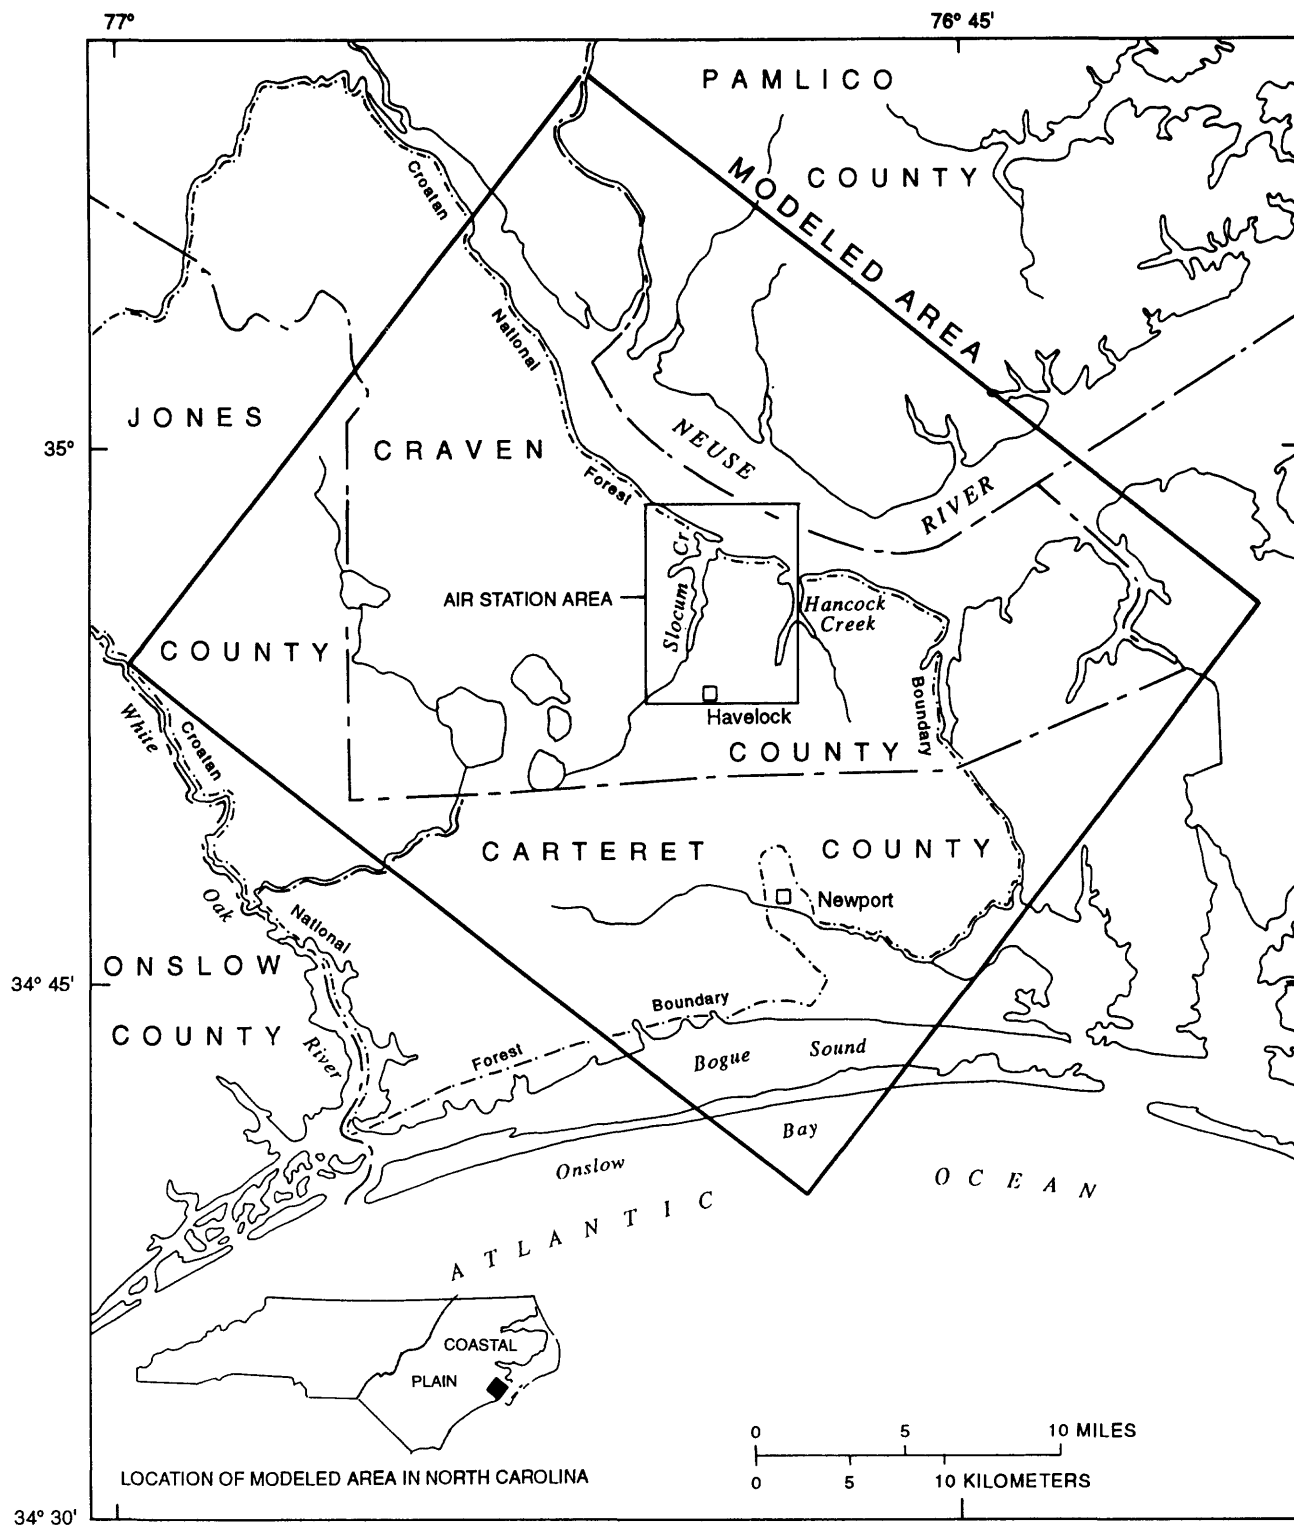 77°
76° 45'
PAMLICO
COUNTY
MODELED AREA
Croatan
National
Forest
JONES
COUNTY
35°
CRAVEN
NEUSE
RIVER
Slocum Cr
AIR STATION AREA
Hancock
Creek
Boundary
Havelock
COUNTY
White
Oak
River
Croatan
National
Forest
Boundary
CARTERET COUNTY
Newport
ONSLOW
COUNTY
34° 45'
Bogue Sound
Onslow Bay
ATLANTIC OCEAN
COASTAL
PLAIN
LOCATION OF MODELED AREA IN NORTH CAROLINA
0 5 10 MILES
0 5 10 KILOMETERS
34° 30'